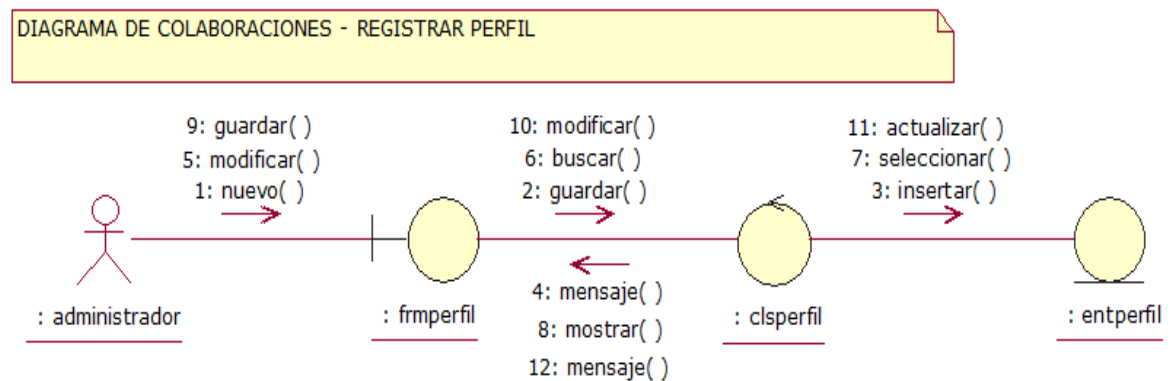 DIAGRAMA DE COLABORACIONES - REGISTRAR PERFIL
9: guardar( )
5: modificar( )
1: nuevo( )
10: modificar( )
6: buscar( )
2: guardar( )
11: actualizar( )
7: seleccionar( )
3: insertar( )
4: mensaje( )
8: mostrar( )
12: mensaje( )
: administrador
: frmperfil
: clsperfil
: entperfil